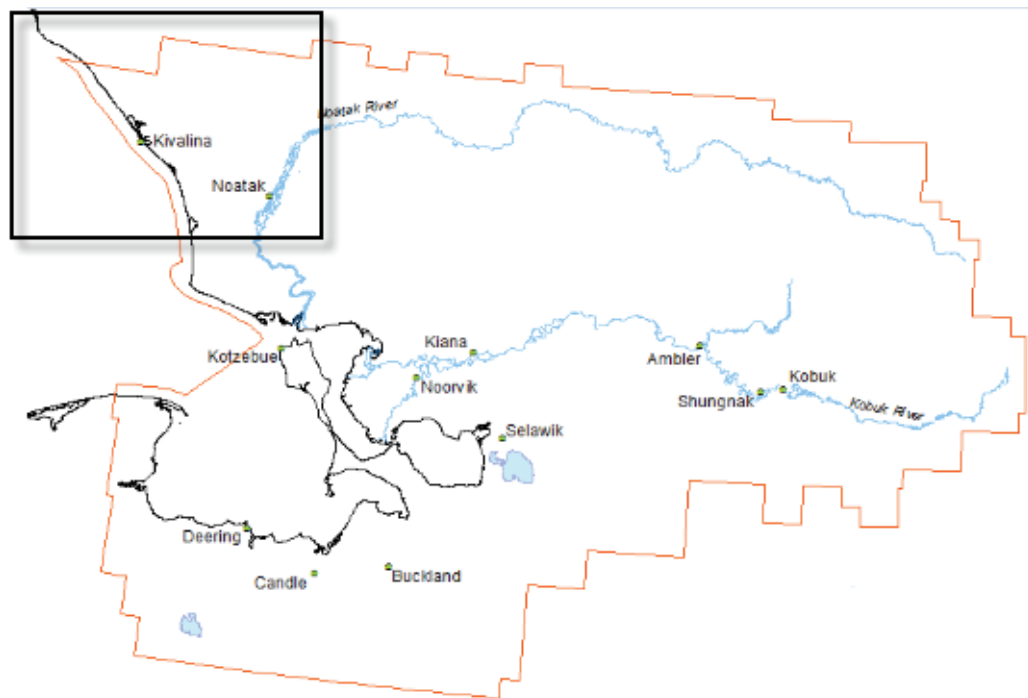 Noatak River
Kivalina
Noatak
Kotzebue
Kiana
Noorvik
Ambler
Kobuk
Shungnak
Kobuk River
Selawik
Deering
Candle
Buckland